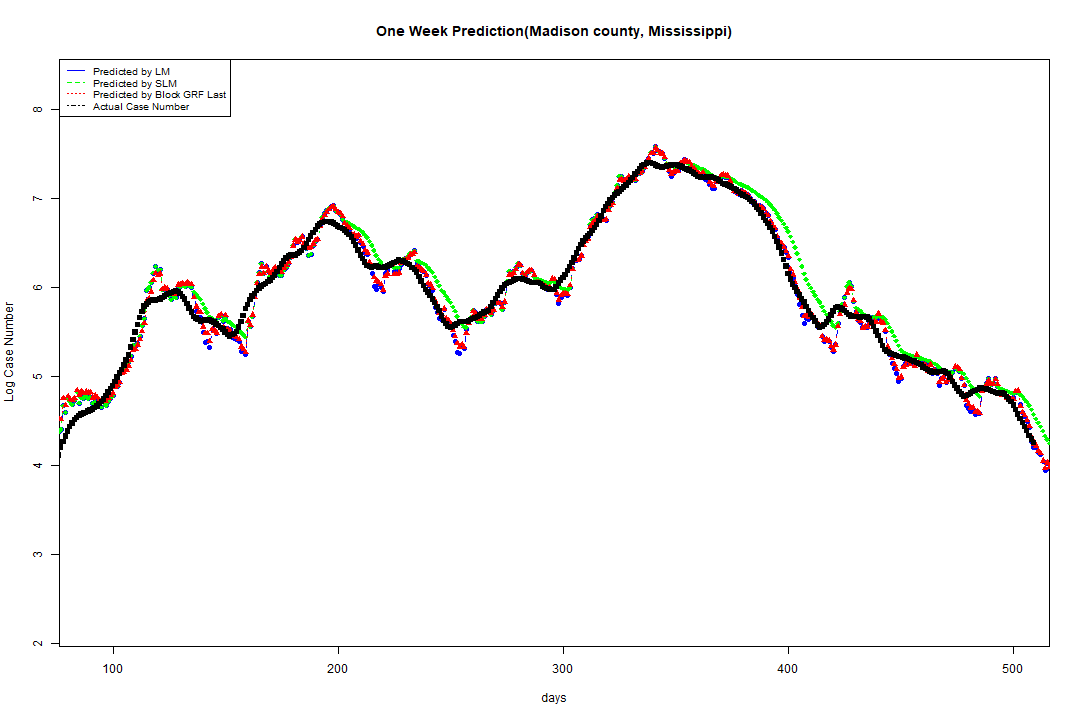 One Week Prediction(Madison county, Mississippi)
Predicted by LM
Predicted by SLM
Predicted by Block GRF Last
Actual Case Number
8
7
6
5
4
3
2
Log Case Number
100 200 300 400 500
days